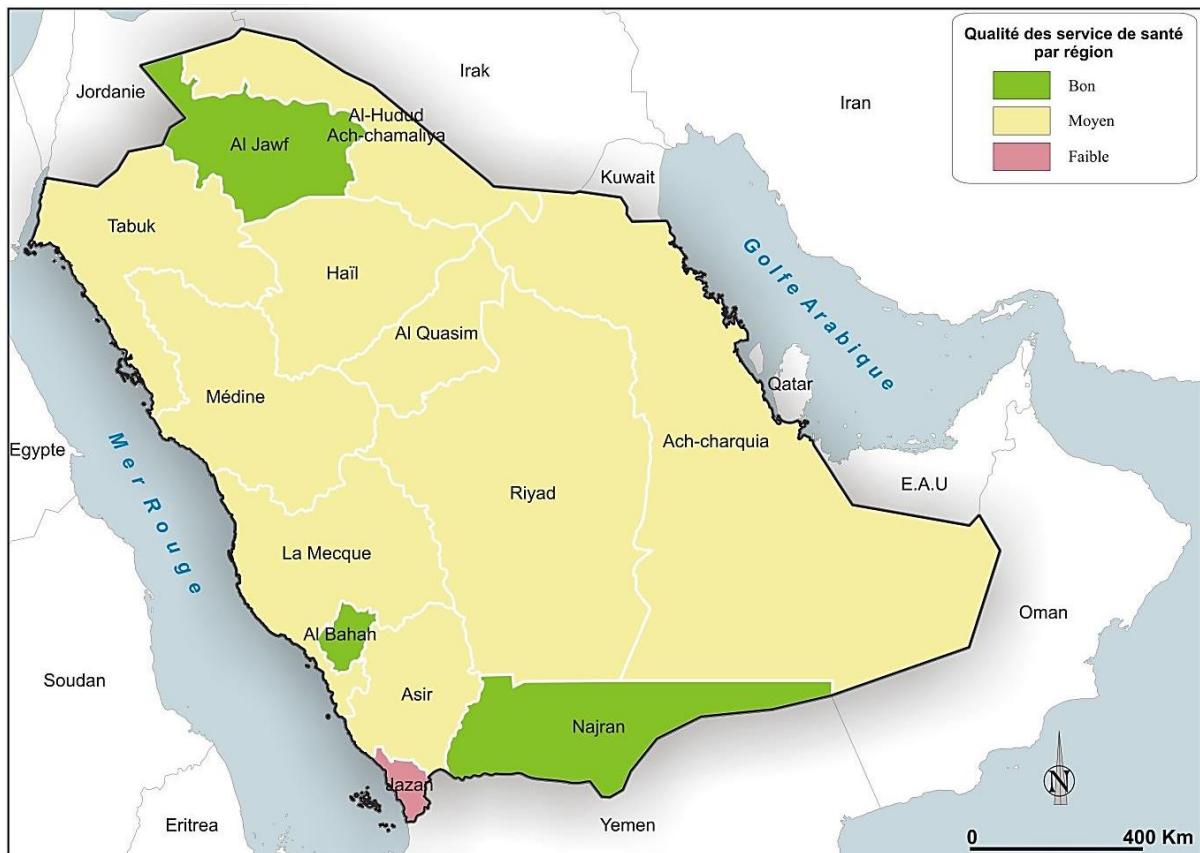 Qualité des service de santé
par région
Bon
Moyen
Faible
Jordanie
Irak
Iran
Al-Hudud
Ach-chamaliya
Al Jawf
Kuwait
Tabuk
Haïl
Golfe Arabique
Al Quasim
Qatar
Médine
Egypte
Mer Rouge
Ach-charquia
E.A.U
Riyad
La Mecque
Oman
Al Bahah
Soudan
Asir
Najran
Jazan
N
Eritrea
Yemen
0 400 Km